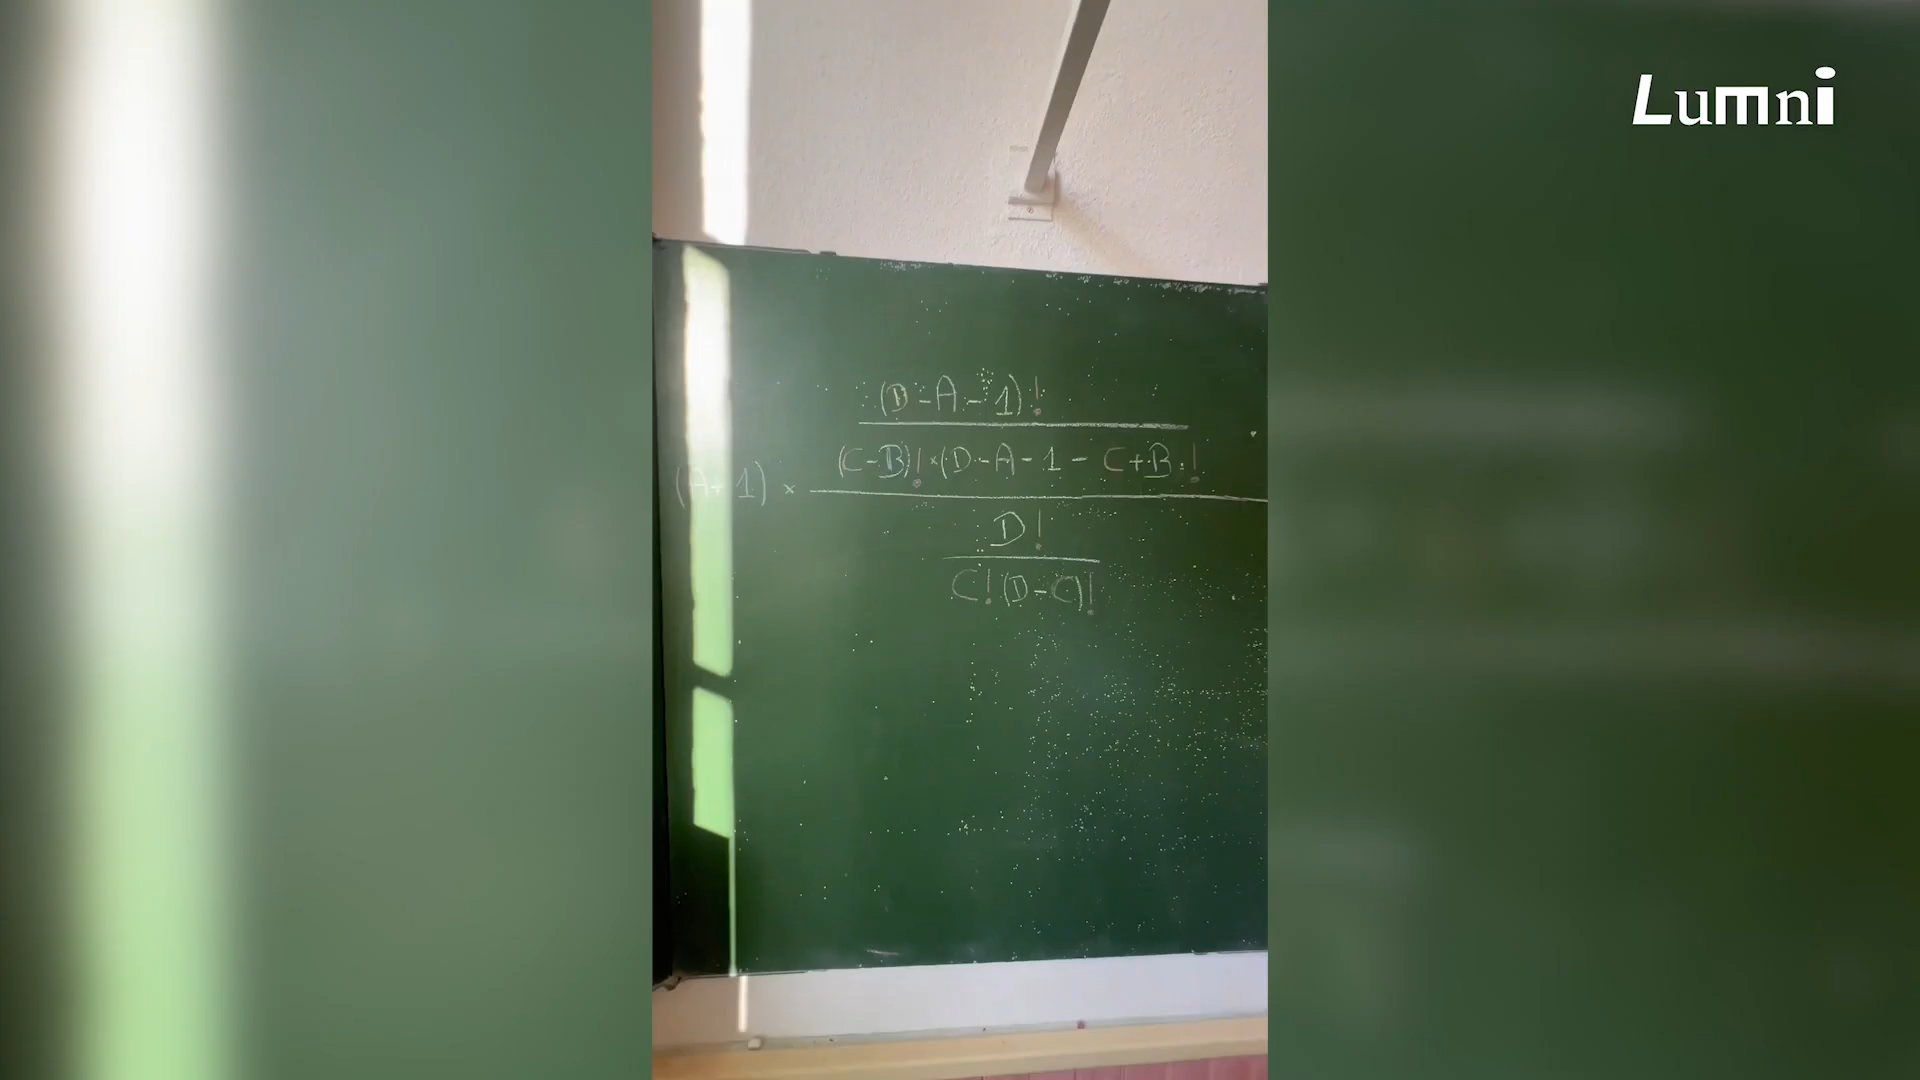 Lumni
(D-A-1)!
(C-B)!×(D-A-1-C+B)!
(A+1) ×
D!
C!(D-C)!